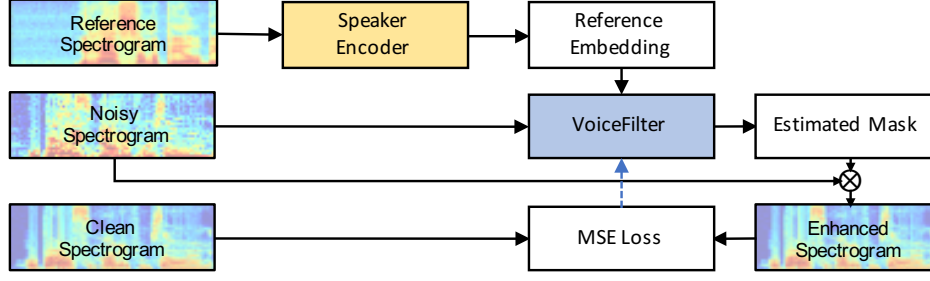 Reference
Spectrogram
Speaker
Encoder
Reference
Embedding
Noisy
Spectrogram
VoiceFilter
Estimated Mask
Clean
Spectrogram
MSE Loss
Enhanced
Spectrogram